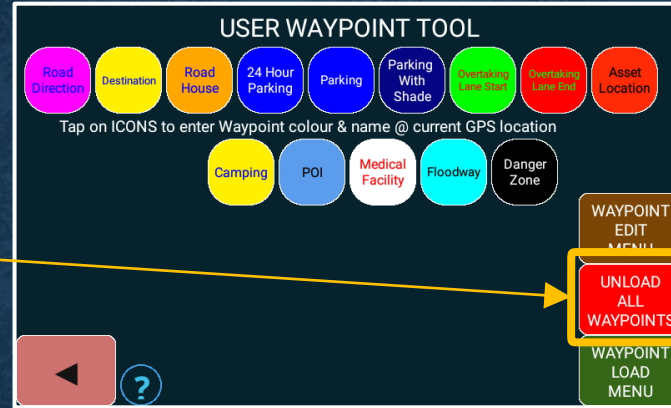 USER WAYPOINT TOOL
Road
Direction
Destination
Road
House
24 Hour
Parking
Parking
Parking
With
Shade
Overtaking
Lane Start
Overtaking
Lane End
Asset
Location
Tap on ICONS to enter Waypoint colour & name @ current GPS location
Camping
POI
Medical
Facility
Floodway
Danger
Zone
WAYPOINT
EDIT
MENU
UNLOAD
ALL
WAYPOINTS
WAYPOINT
LOAD
MENU
?